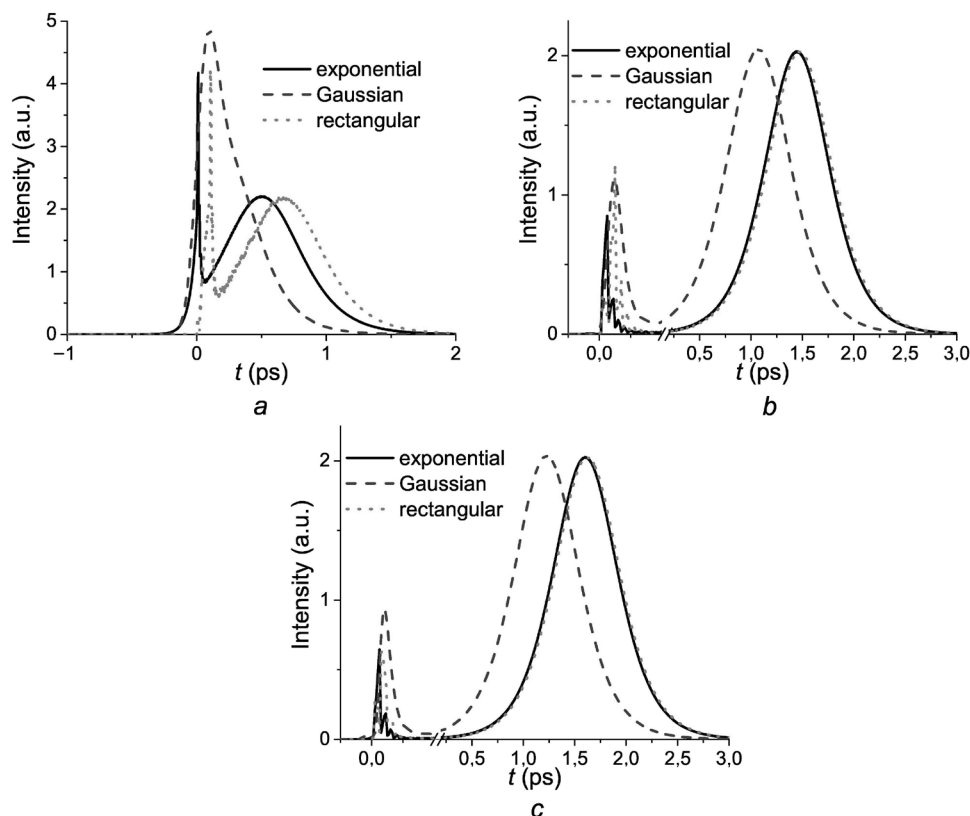 5
4
3
2
1
0
Intensity (a.u.)
exponential
Gaussian
rectangular
−1 0 1 2
t (ps)
a
2
1
0
Intensity (a.u.)
exponential
Gaussian
rectangular
0,0 0,5 1,0 1,5 2,0 2,5 3,0
t (ps)
b
2
1
0
Intensity (a.u.)
exponential
Gaussian
rectangular
0,0 0,5 1,0 1,5 2,0 2,5 3,0
t (ps)
c